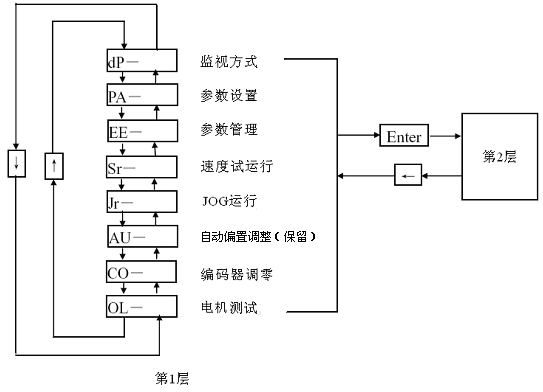 dP— 监视方式
PA— 参数设置
EE— 参数管理
Sr— 速度试运行
Jr— JOG运行
AU— 自动偏置调整(保留)
CO— 编码器调零
OL— 电机测试
↓
↑
Enter
←
第2层
第1层